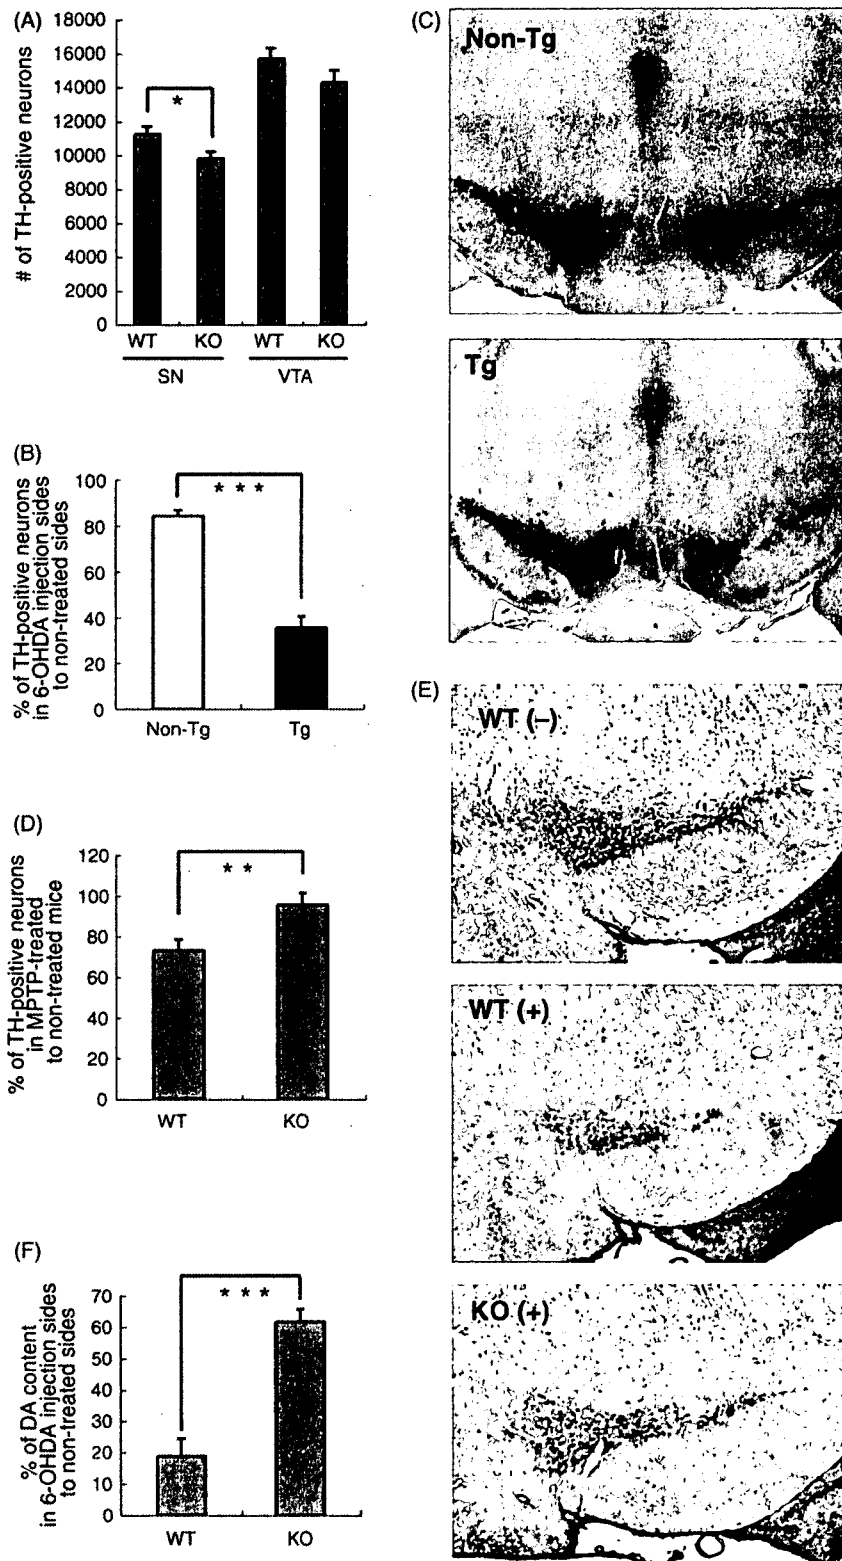 (A)
# of TH-positive neurons
18000
16000
14000
12000
10000
8000
6000
4000
2000
0
*
WT KO WT KO
SN VTA
(B)
% of TH-positive neurons
in 6-OHDA injection sides
to non-treated sides
100
80
60
40
20
0
* * *
Non-Tg Tg
(C)
Non-Tg
Tg
(D)
% of TH-positive neurons
in MPTP-treated
to non-treated mice
120
100
80
60
40
20
0
* *
WT KO
(E)
WT (–)
WT (+)
KO (+)
(F)
% of DA content
in 6-OHDA injection sides
to non-treated sides
70
60
50
40
30
20
10
0
* * *
WT KO